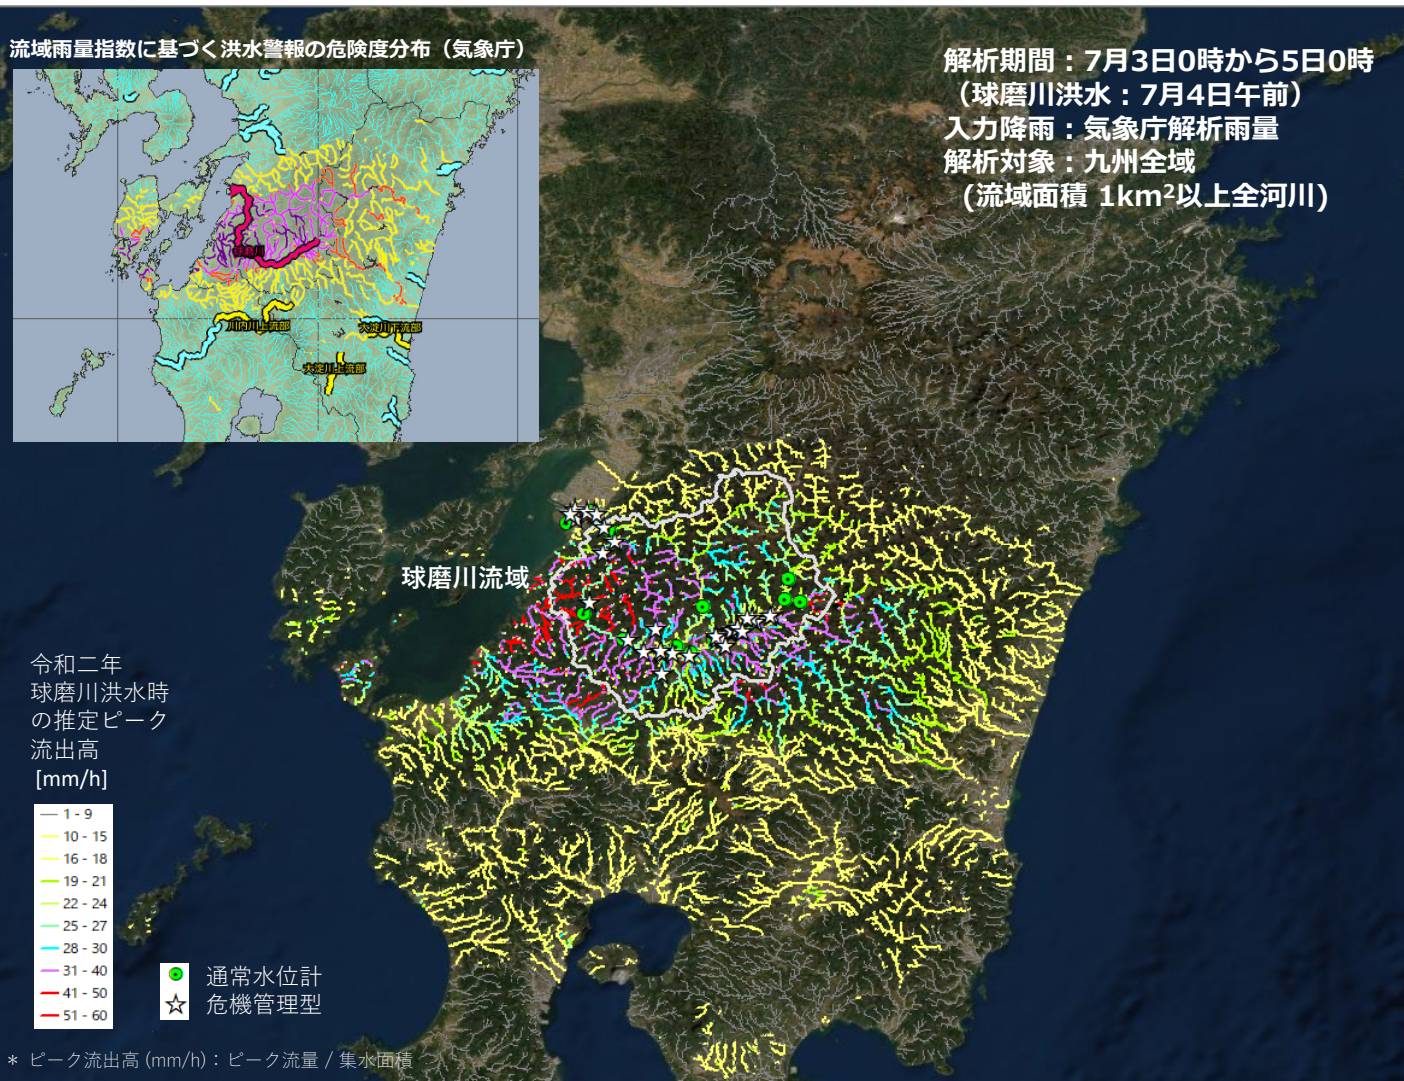 流域雨量指数に基づく洪水警報の危険度分布（気象庁）
球磨川
川内川上流部
大淀川下流部
大淀川上流部
解析期間：7月3日0時から5日0時
（球磨川洪水：7月4日午前）
入力降雨：気象庁解析雨量
解析対象：九州全域
(流域面積 1km²以上全河川)
球磨川流域
令和二年
球磨川洪水時
の推定ピーク
流出高
[mm/h]
1 - 9
10 - 15
16 - 18
19 - 21
22 - 24
25 - 27
28 - 30
31 - 40
41 - 50
51 - 60
通常水位計
危機管理型
* ピーク流出高 (mm/h)：ピーク流量 / 集水面積